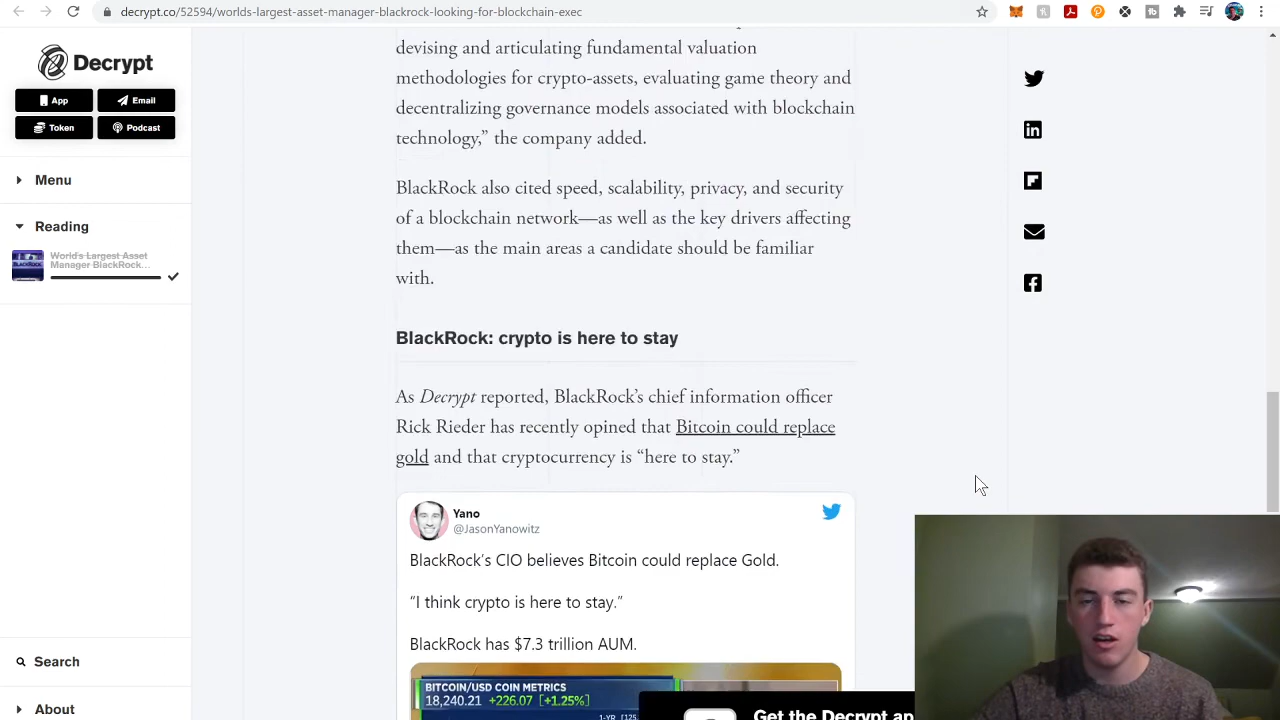 decrypt.co/52594/worlds-largest-asset-manager-blackrock-looking-for-blockchain-exec
Decrypt
App
Email
Token
Podcast
Menu
Reading
World's Largest Asset
Manager BlackRock...
Search
About
devising and articulating fundamental valuation
methodologies for crypto-assets, evaluating game theory and
decentralizing governance models associated with blockchain
technology,” the company added.
BlackRock also cited speed, scalability, privacy, and security
of a blockchain network—as well as the key drivers affecting
them—as the main areas a candidate should be familiar
with.
BlackRock: crypto is here to stay
As Decrypt reported, BlackRock’s chief information officer
Rick Rieder has recently opined that Bitcoin could replace
gold and that cryptocurrency is “here to stay.”
Yano
@JasonYanowitz
BlackRock’s CIO believes Bitcoin could replace Gold.
“I think crypto is here to stay.”
BlackRock has $7.3 trillion AUM.
BITCOIN/USD COIN METRICS
18,240.21 +226.07 [+1.25%]
1-YR
Get the Decrypt ap